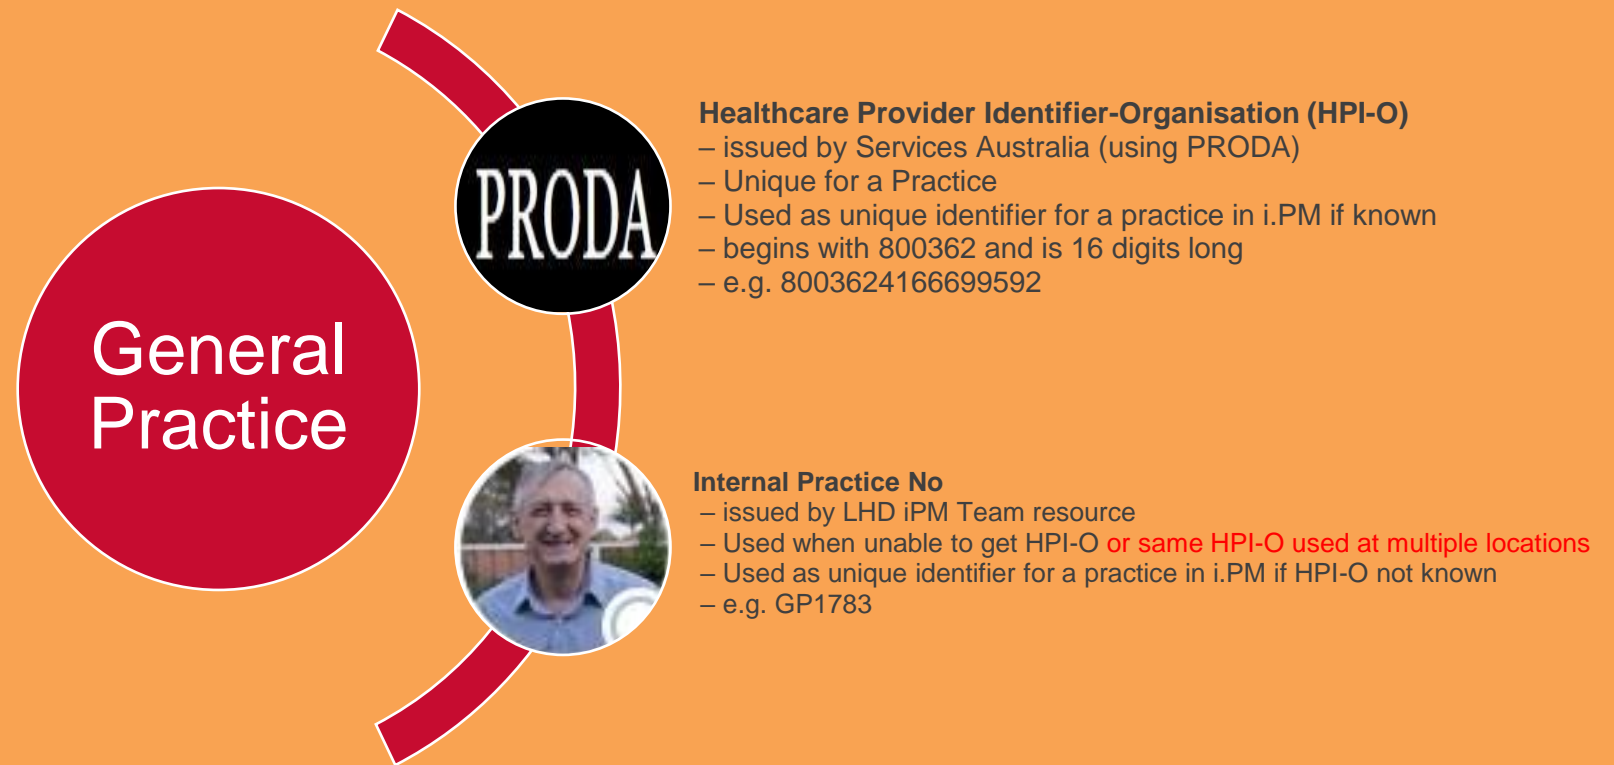 General
Practice
PRODA
Healthcare Provider Identifier-Organisation (HPI-O)
– issued by Services Australia (using PRODA)
– Unique for a Practice
– Used as unique identifier for a practice in i.PM if known
– begins with 800362 and is 16 digits long
– e.g. 8003624166699592
Internal Practice No
– issued by LHD iPM Team resource
– Used when unable to get HPI-O or same HPI-O used at multiple locations
– Used as unique identifier for a practice in i.PM if HPI-O not known
– e.g. GP1783